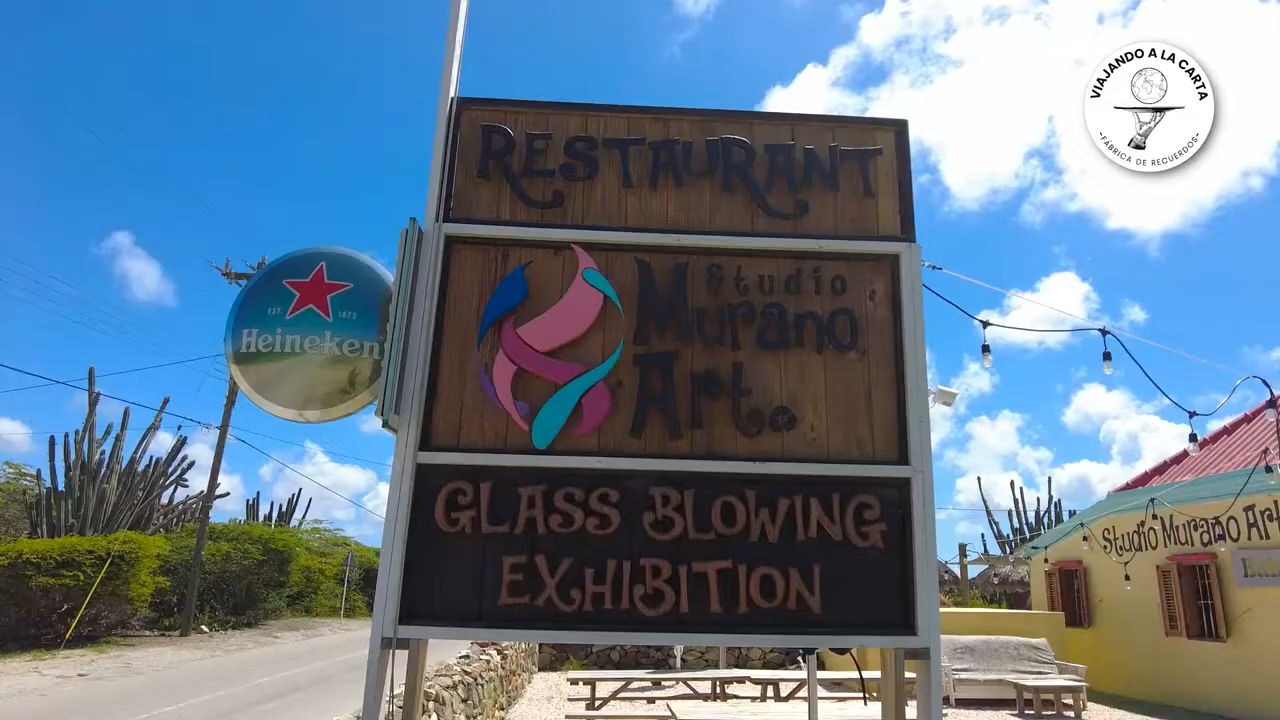 RESTAURANT
Studio
Murano
Art.
GLASS BLOWING
EXHIBITION
EST. 1873
Heineken
Studio Murano Art
VIAJANDO A LA CARTA
-FÁBRICA DE RECUERDOS-